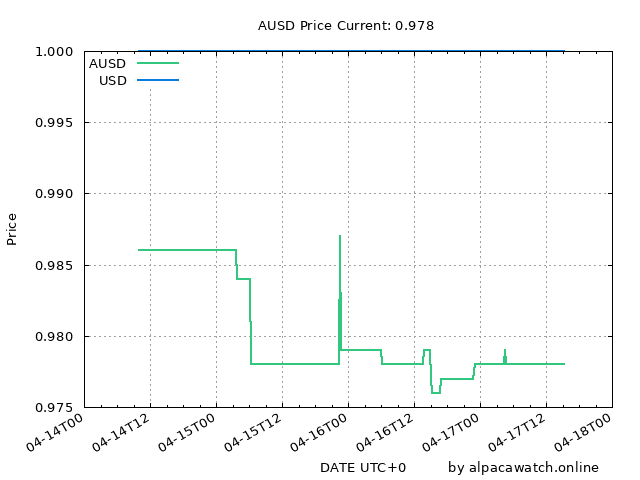 AUSD Price Current: 0.978
1.000
AUSD
USD
0.995
0.990
Price
0.985
0.980
0.975
04-14T00 04-14T12 04-15T00 04-15T12 04-16T00 04-16T12 04-17T00 04-17T12 04-18T00
DATE UTC+0 by alpacawatch.online